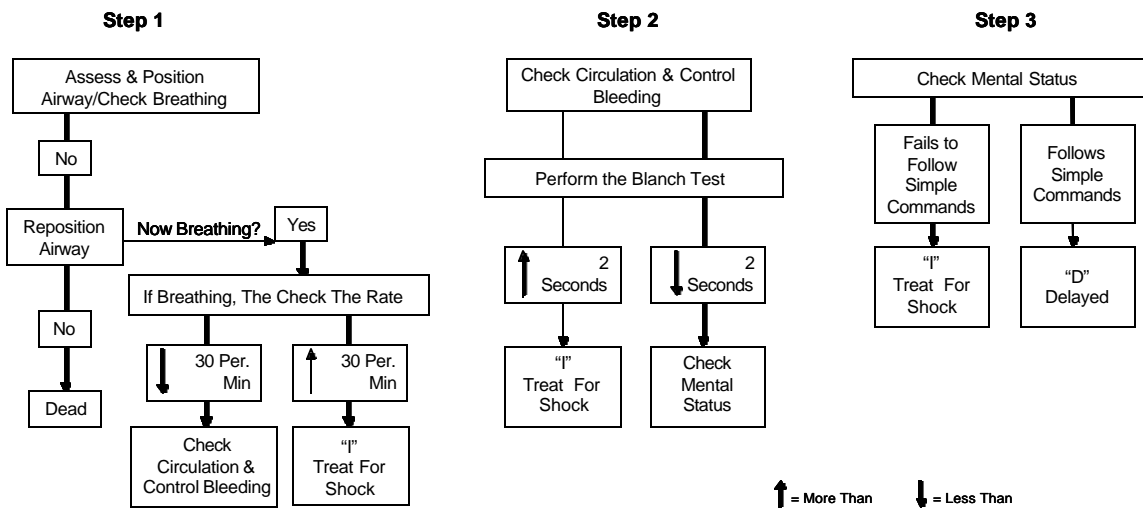 Step 1
Assess & Position
Airway/Check Breathing
No
Reposition
Airway
Now Breathing?
Yes
If Breathing, The Check The Rate
No
30 Per.
Min
30 Per.
Min
Dead
Check
Circulation &
Control Bleeding
“I”
Treat For
Shock
Step 2
Check Circulation & Control
Bleeding
Perform the Blanch Test
2
Seconds
2
Seconds
“I”
Treat For
Shock
Check
Mental
Status
Step 3
Check Mental Status
Fails to
Follow
Simple
Commands
Follows
Simple
Commands
“I”
Treat For
Shock
“D”
Delayed
= More Than
= Less Than